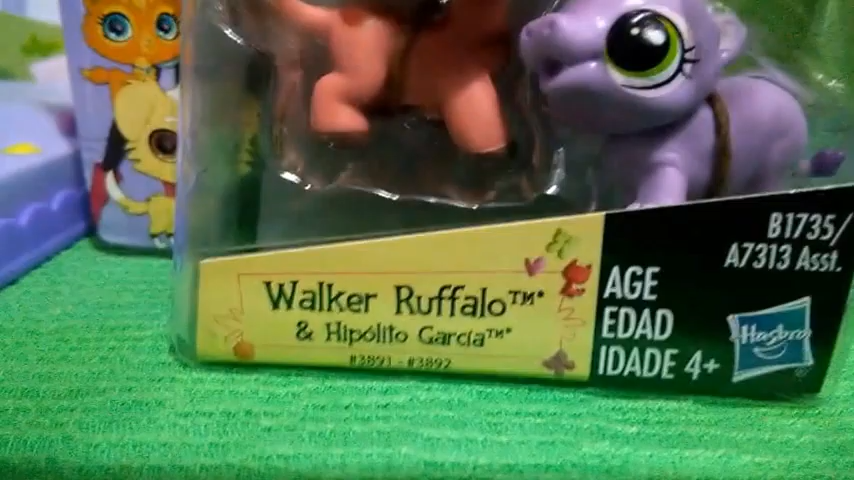 Walker Ruffalo™*
& Hipólito García™*
#3891 - #3892
AGE
EDAD
IDADE 4+
B1735/
A7313 Asst.
Hasbro